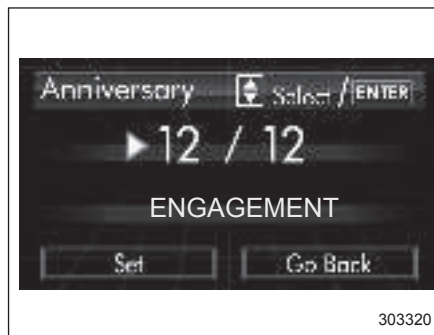 Anniversary Select /ENTER
▶12 / 12
ENGAGEMENT
Set Go Back
303320